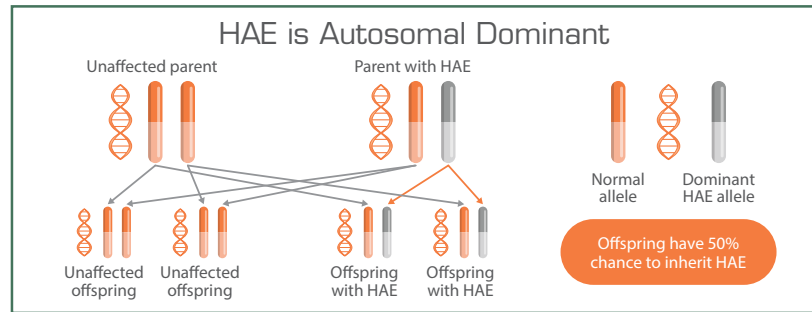 HAE is Autosomal Dominant
Unaffected parent
Parent with HAE
Normal
allele
Dominant
HAE allele
Unaffected
offspring
Unaffected
offspring
Offspring
with HAE
Offspring
with HAE
Offspring have 50%
chance to inherit HAE